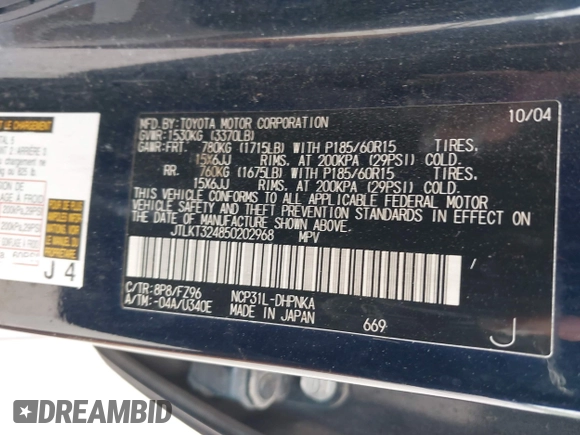 LE CHARGEMENT
J 4
10/04
MFD.BY:TOYOTA MOTOR CORPORATION
GVWR:1530KG (3370LB)
GAWR:FRT. 780KG (1715LB) WITH P185/60R15 TIRES,
15X6JJ RIMS, AT 200KPA (29PSI) COLD.
RR. 760KG (1675LB) WITH P185/60R15 TIRES,
15X6JJ RIMS, AT 200KPA (29PSI) COLD.
THIS VEHICLE CONFORMS TO ALL APPLICABLE FEDERAL MOTOR
VEHICLE SAFETY AND THEFT PREVENTION STANDARDS IN EFFECT ON
THE DATE OF MANUFACTURE SHOWN ABOVE.
JTLKT324850202968 MPV
C/TR:8P8/FZ96 NCP31L-DHPNKA
A/TM:-04A/U340E MADE IN JAPAN
669 J
DREAMBID